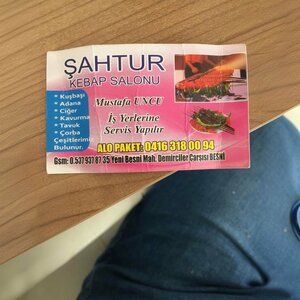 ŞAHTUR
KEBAP SALONU
* Kuşbaşı
* Adana
* Ciğer
* Kavurma
* Tavuk
* Çorba
Çeşitlerimiz
Bulunur.
Mustafa UNCU
İş Yerlerine
Servis Yapılır
ALO PAKET: 0416 318 00 94
Gsm: 0.537 937 87 35 Yeni Besni Mah. Demirciler Çarşısı BESNİ